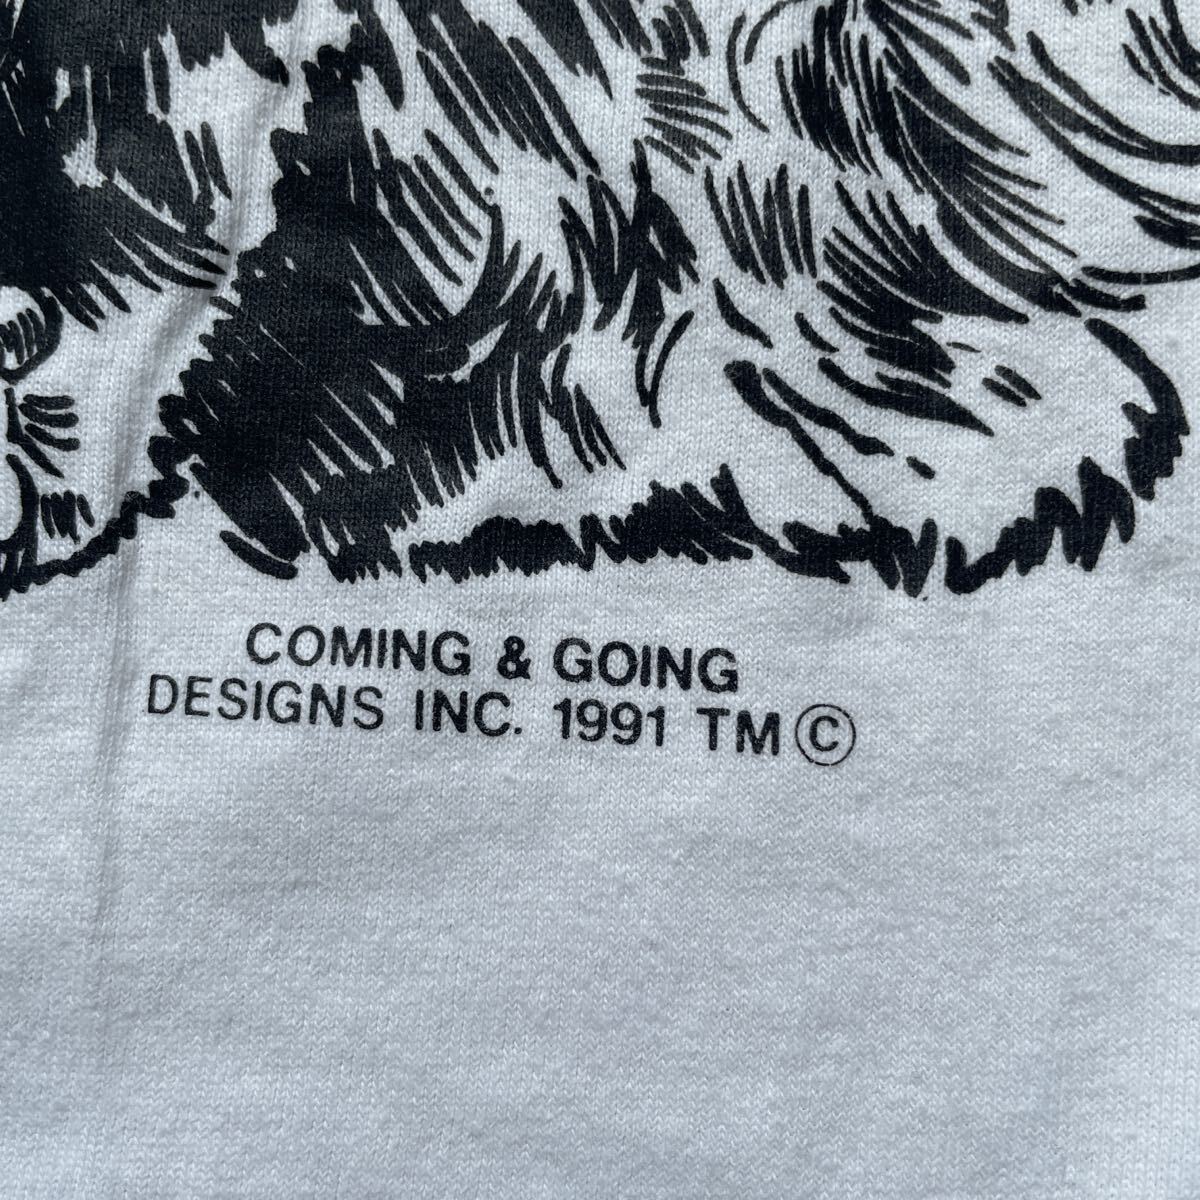 COMING & GOING
DESIGNS INC. 1991 TM ©